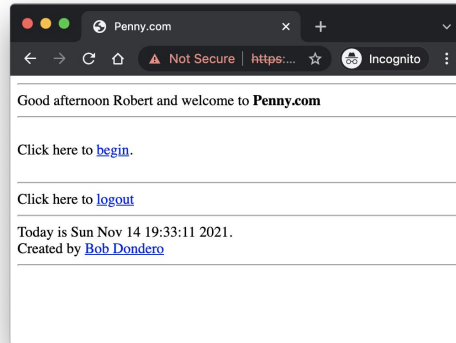 Penny.com
Not Secure | https:...
Incognito
Good afternoon Robert and welcome to Penny.com
Click here to begin.
Click here to logout
Today is Sun Nov 14 19:33:11 2021.
Created by Bob Dondero